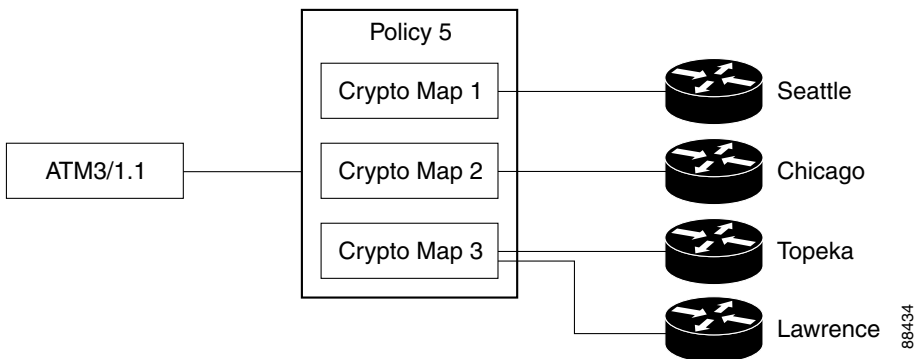 Policy 5
Crypto Map 1
Seattle
ATM3/1.1
Crypto Map 2
Chicago
Crypto Map 3
Topeka
Lawrence
88434